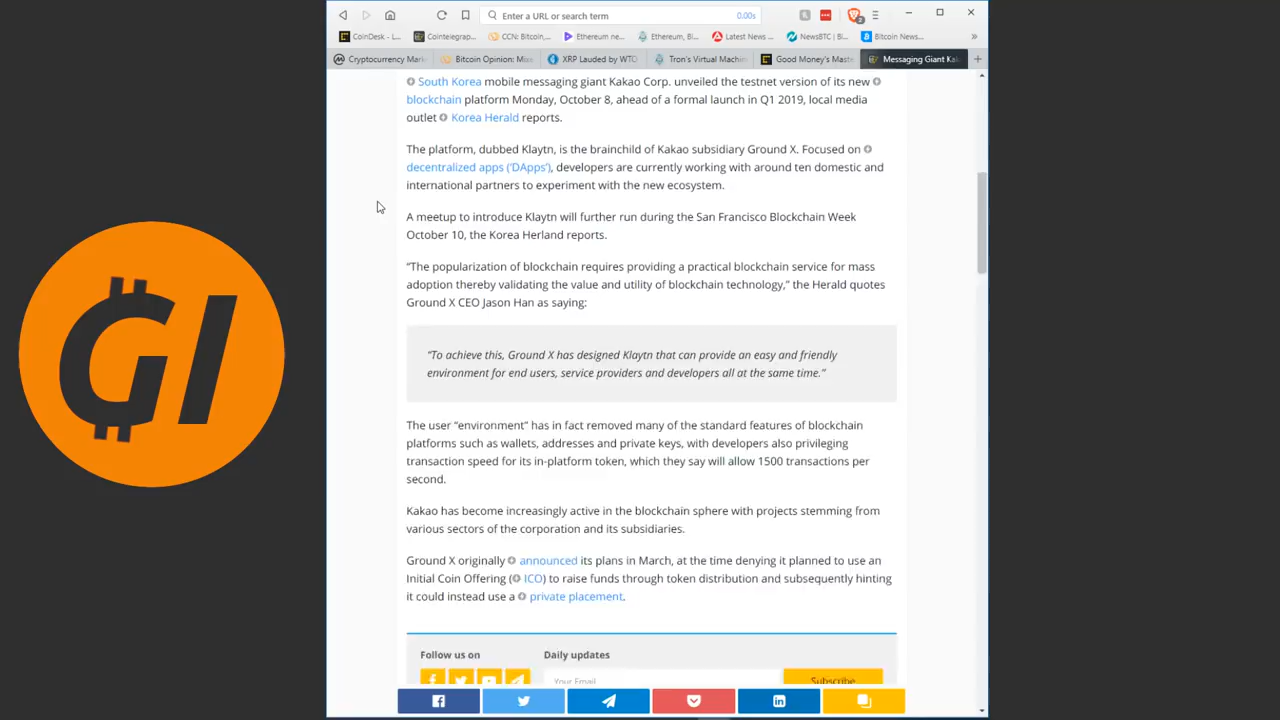 Enter a URL or search term
0.00s
2
CoinDesk - L...
Cointelegrap...
CCN: Bitcoin,...
Ethereum ne...
Ethereum, Bi...
Latest News ...
NewsBTC | Bi...
Bitcoin News...
»
Cryptocurrency Mark
Bitcoin Opinion: Mus
XRP Lauded by WTO
Tron's Virtual Machin
Good Money's Maste
Messaging Giant Kak
South Korea mobile messaging giant Kakao Corp. unveiled the testnet version of its new
blockchain platform Monday, October 8, ahead of a formal launch in Q1 2019, local media
outlet Korea Herald reports.
The platform, dubbed Klaytn, is the brainchild of Kakao subsidiary Ground X. Focused on
decentralized apps (‘DApps’), developers are currently working with around ten domestic and
international partners to experiment with the new ecosystem.
A meetup to introduce Klaytn will further run during the San Francisco Blockchain Week
October 10, the Korea Herland reports.
“The popularization of blockchain requires providing a practical blockchain service for mass
adoption thereby validating the value and utility of blockchain technology,” the Herald quotes
Ground X CEO Jason Han as saying:
“To achieve this, Ground X has designed Klaytn that can provide an easy and friendly
environment for end users, service providers and developers all at the same time.”
The user “environment” has in fact removed many of the standard features of blockchain
platforms such as wallets, addresses and private keys, with developers also privileging
transaction speed for its in-platform token, which they say will allow 1500 transactions per
second.
Kakao has become increasingly active in the blockchain sphere with projects stemming from
various sectors of the corporation and its subsidiaries.
Ground X originally announced its plans in March, at the time denying it planned to use an
Initial Coin Offering (ICO) to raise funds through token distribution and subsequently hinting
it could instead use a private placement.
Follow us on
Daily updates
Your Email
Subscribe
GI